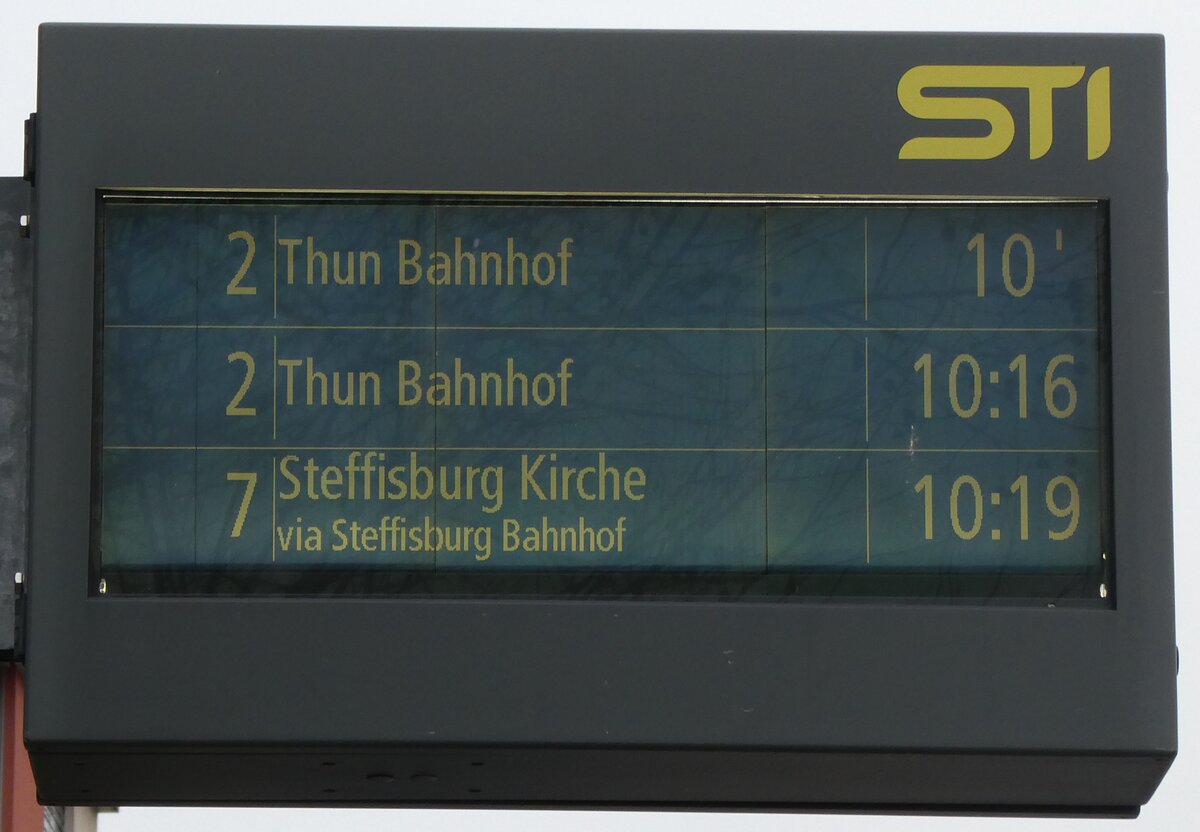 STI
2 Thun Bahnhof 10'
2 Thun Bahnhof 10:16
7 Steffisburg Kirche 10:19
via Steffisburg Bahnhof